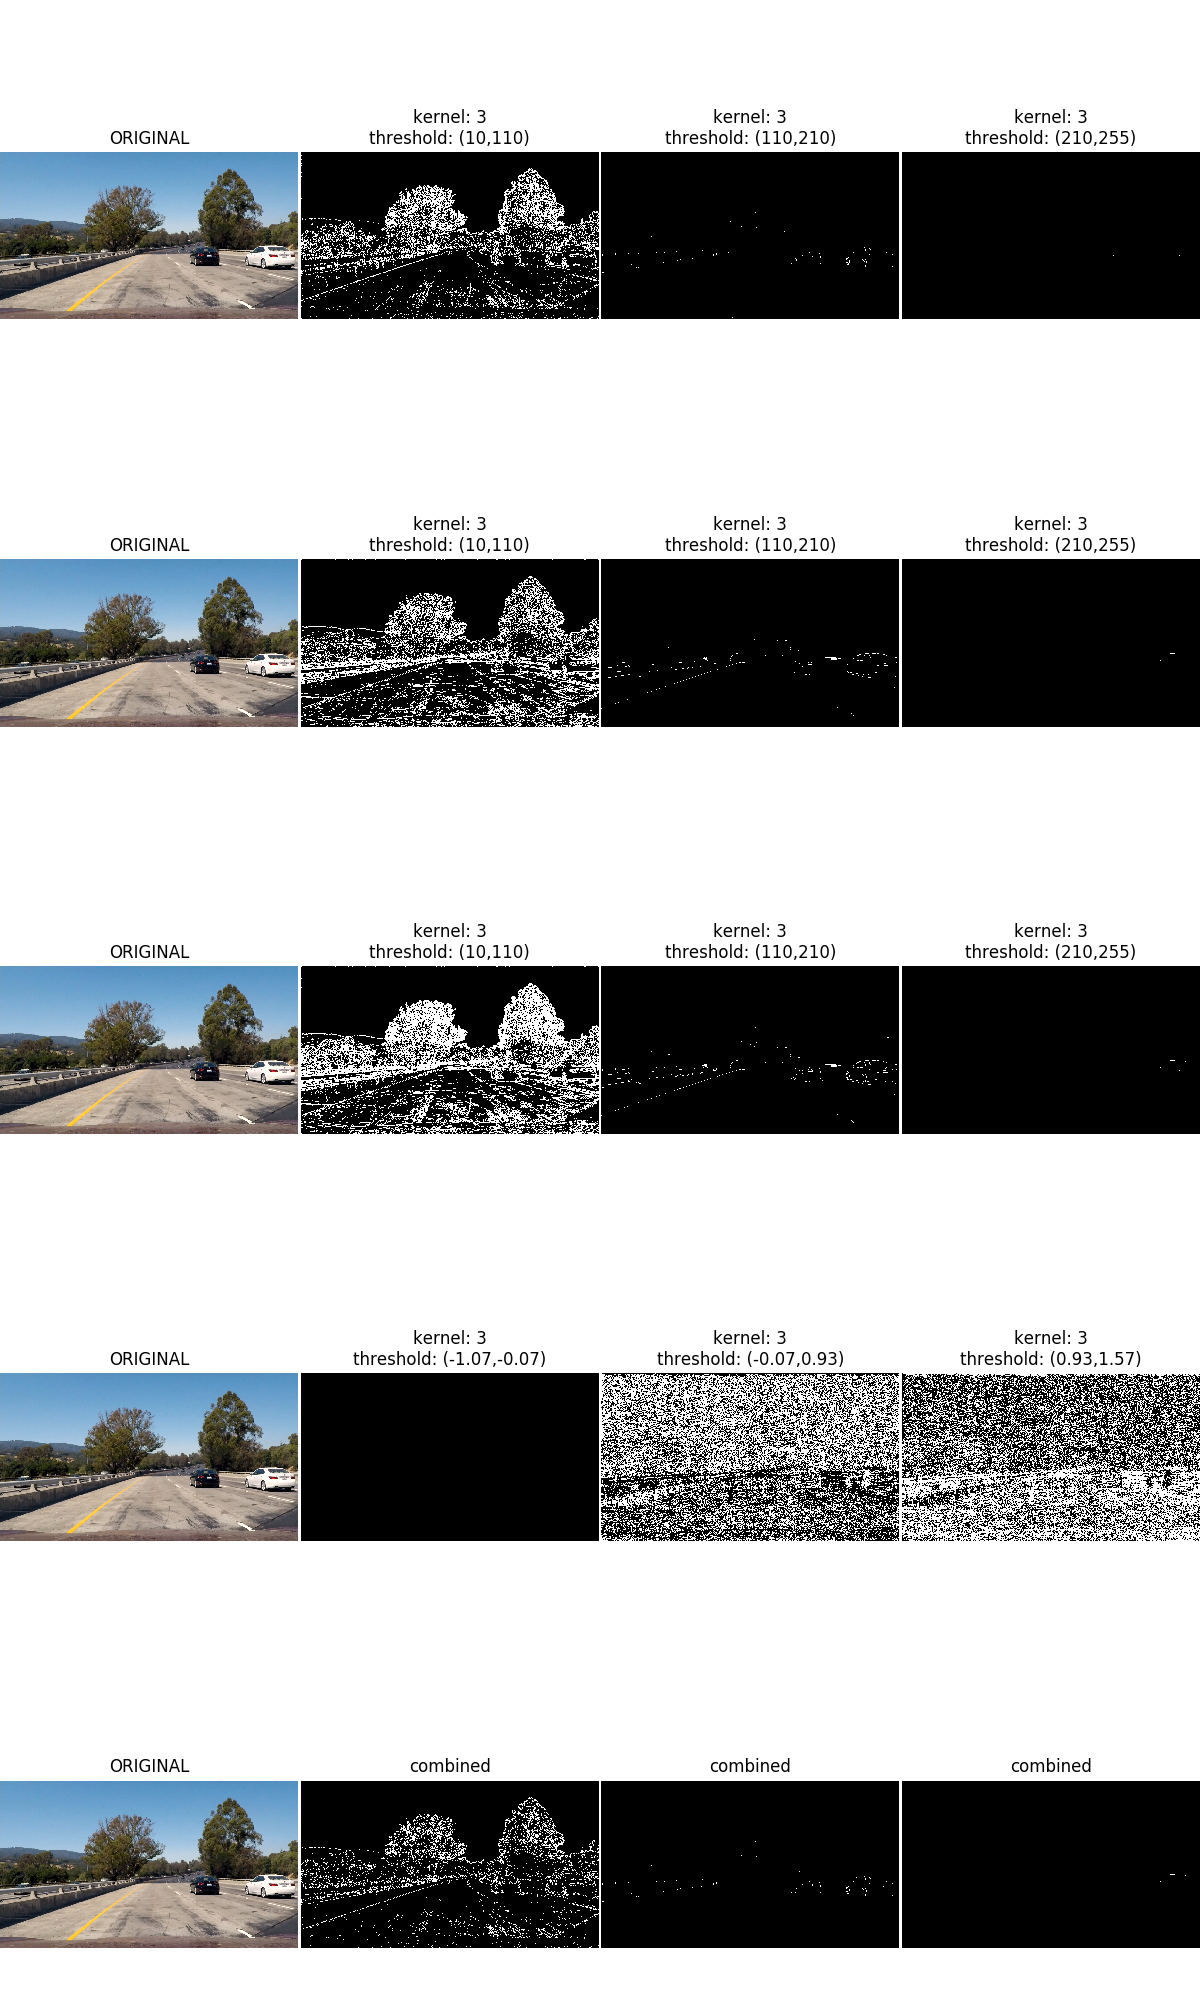 ORIGINAL
kernel: 3
threshold: (10,110)
kernel: 3
threshold: (110,210)
kernel: 3
threshold: (210,255)
ORIGINAL
kernel: 3
threshold: (10,110)
kernel: 3
threshold: (110,210)
kernel: 3
threshold: (210,255)
ORIGINAL
kernel: 3
threshold: (10,110)
kernel: 3
threshold: (110,210)
kernel: 3
threshold: (210,255)
ORIGINAL
kernel: 3
threshold: (-1.07,-0.07)
kernel: 3
threshold: (-0.07,0.93)
kernel: 3
threshold: (0.93,1.57)
ORIGINAL
combined
combined
combined